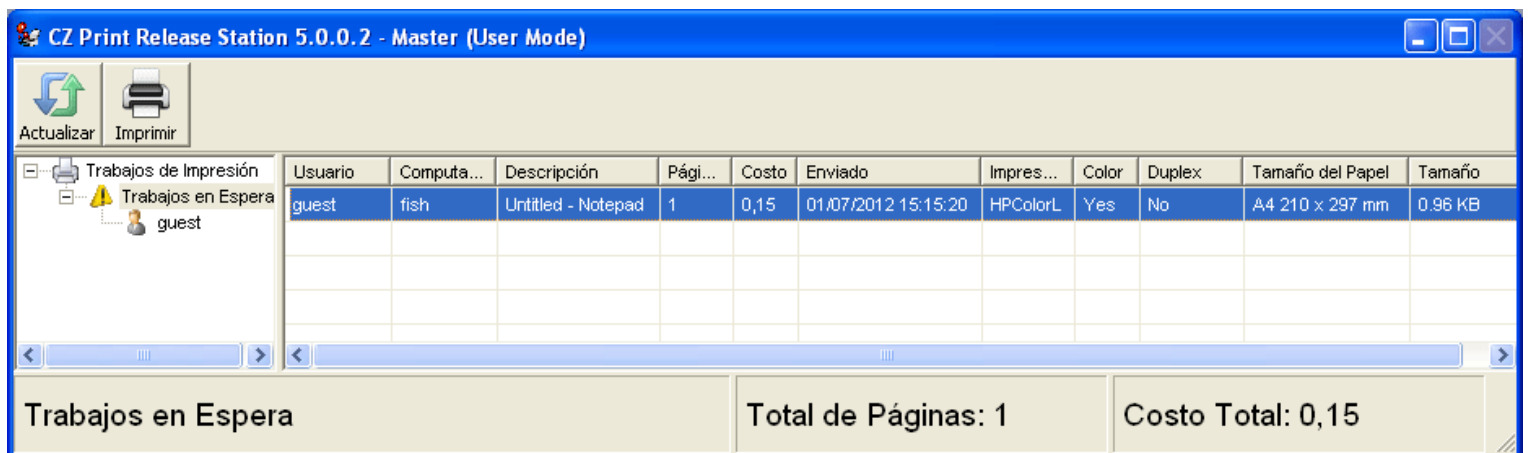 CZ Print Release Station 5.0.0.2 - Master (User Mode)
Actualizar Imprimir
Trabajos de Impresión
Trabajos en Espera
guest
Usuario Computa... Descripción Pági... Costo Enviado Impres... Color Duplex Tamaño del Papel Tamaño
guest fish Untitled - Notepad 1 0,15 01/07/2012 15:15:20 HPColorL Yes No A4 210 x 297 mm 0.96 KB
Trabajos en Espera Total de Páginas: 1 Costo Total: 0,15